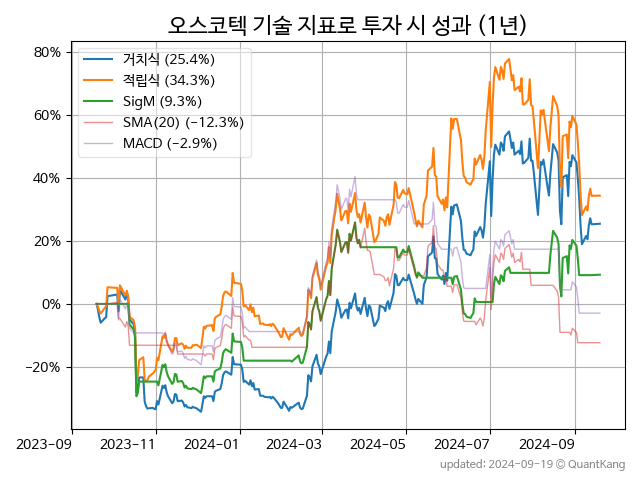 오스코텍 기술 지표로 투자 시 성과 (1년)
80%
60%
40%
20%
0%
−20%
거치식 (25.4%)
적립식 (34.3%)
SigM (9.3%)
SMA(20) (−12.3%)
MACD (−2.9%)
2023-09
2023-11
2024-01
2024-03
2024-05
2024-07
2024-09
updated: 2024-09-19 @ QuantKang